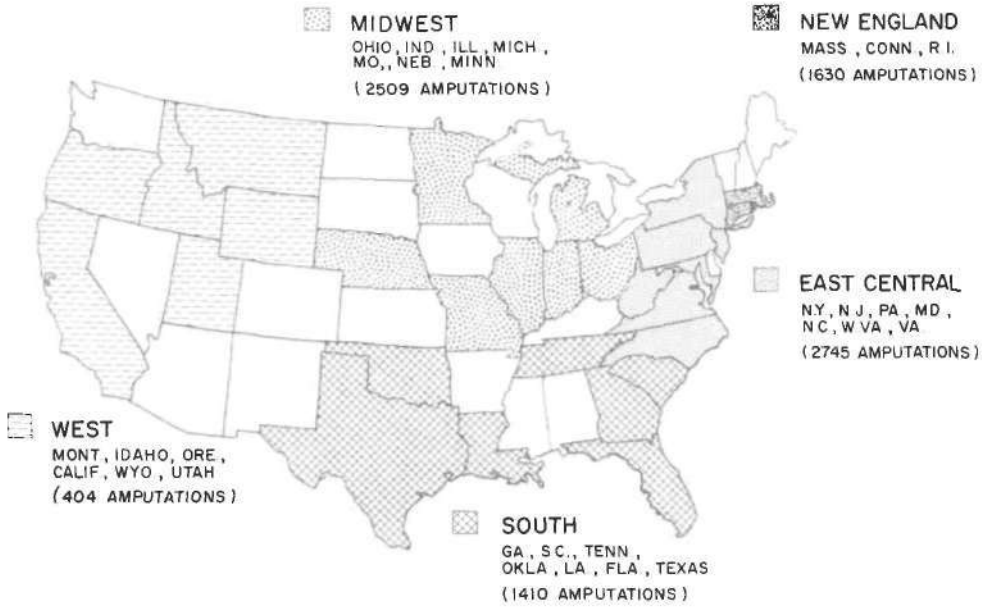 MIDWEST
OHIO, IND, ILL, MICH,
MO,, NEB, MINN
(2509 AMPUTATIONS)
NEW ENGLAND
MASS, CONN, R I.
(1630 AMPUTATIONS)
EAST CENTRAL
N.Y, N J, PA, MD,
N C, W VA, VA
(2745 AMPUTATIONS)
WEST
MONT, IDAHO, ORE,
CALIF, WYO, UTAH
(404 AMPUTATIONS)
SOUTH
GA, S C., TENN,
OKLA, LA, FLA, TEXAS
(1410 AMPUTATIONS)